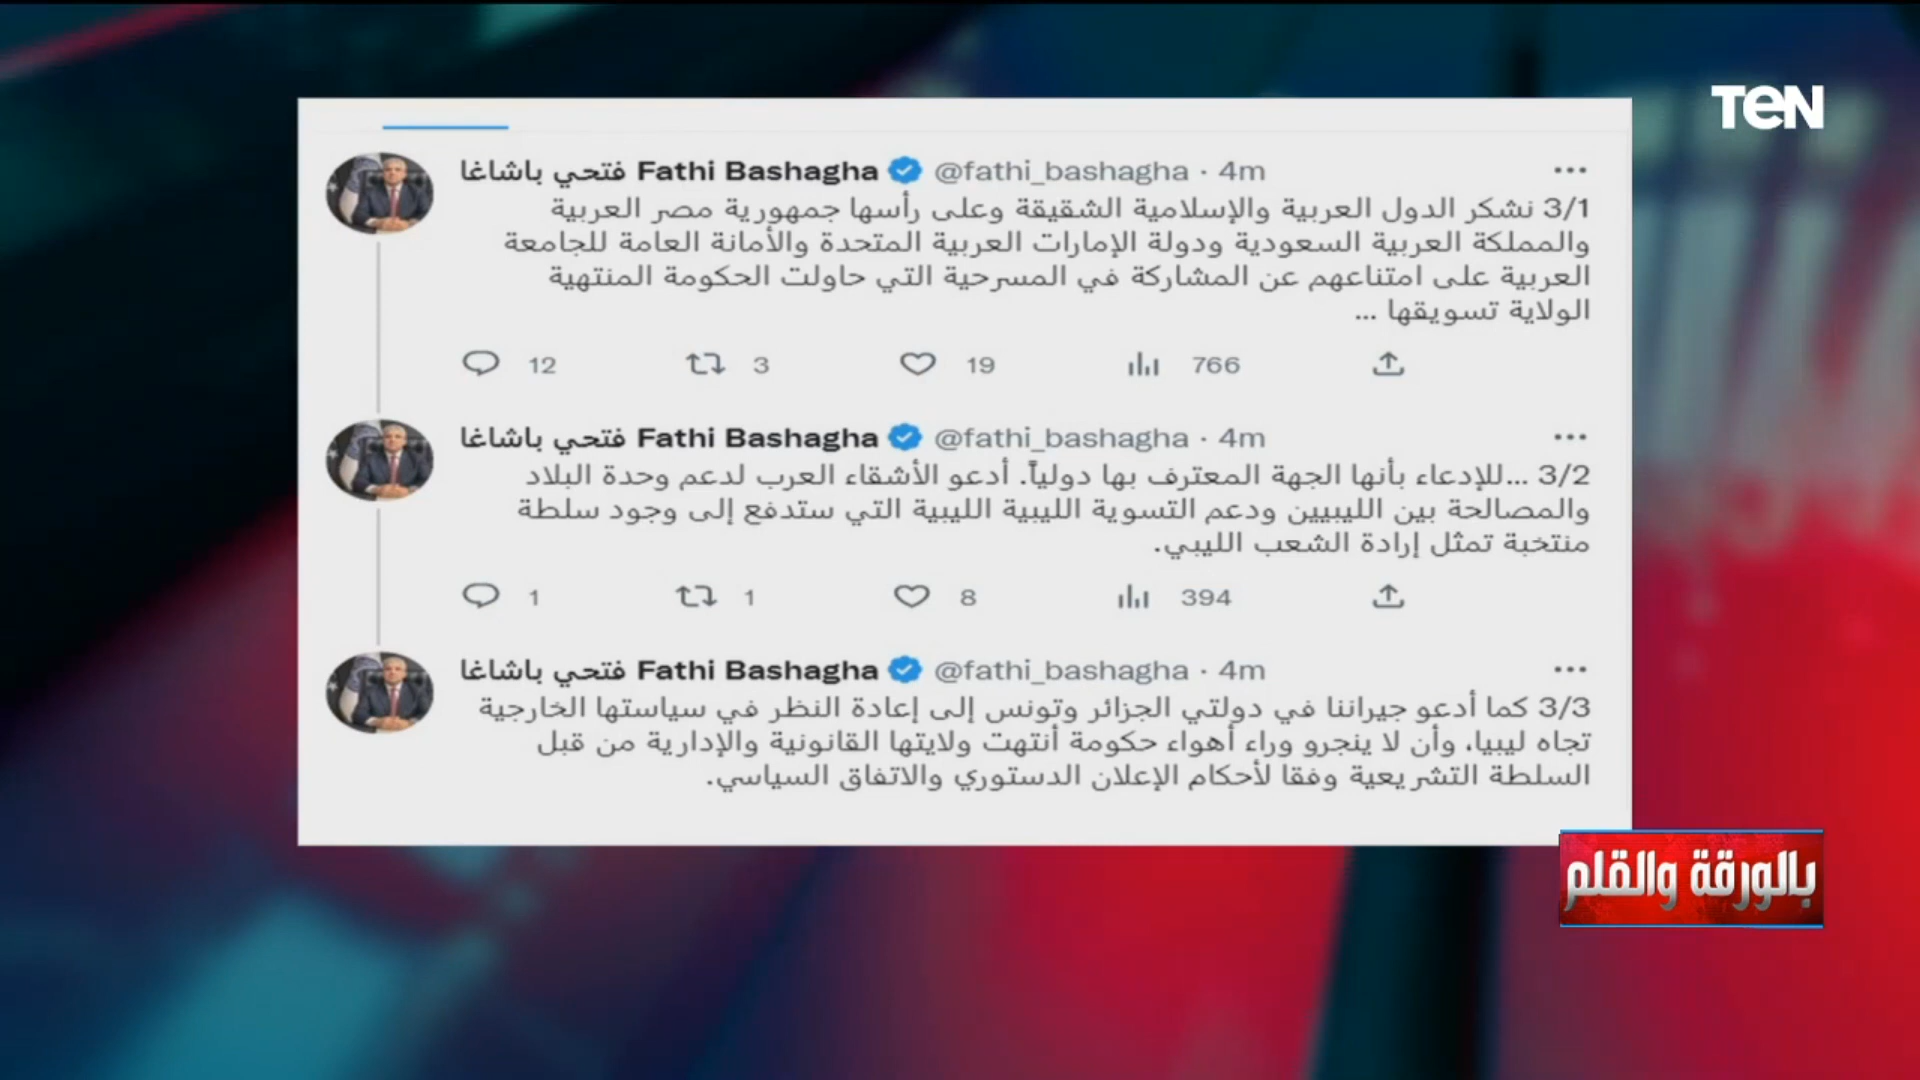 TeN
فتحي باشاغا Fathi Bashagha @fathi_bashagha · 4m
3/1 نشكر الدول العربية والإسلامية الشقيقة وعلى رأسها جمهورية مصر العربية
والمملكة العربية السعودية ودولة الإمارات العربية المتحدة والأمانة العامة للجامعة
العربية على امتناعهم عن المشاركة في المسرحية التي حاولت الحكومة المنتهية
الولاية تسويقها ...
12 3 19 766
فتحي باشاغا Fathi Bashagha @fathi_bashagha · 4m
3/2 ...للإدعاء بأنها الجهة المعترف بها دولياً. أدعو الأشقاء العرب لدعم وحدة البلاد
والمصالحة بين الليبيين ودعم التسوية الليبية الليبية التي ستدفع إلى وجود سلطة
منتخبة تمثل إرادة الشعب الليبي.
1 1 8 394
فتحي باشاغا Fathi Bashagha @fathi_bashagha · 4m
3/3 كما أدعو جيراننا في دولتي الجزائر وتونس إلى إعادة النظر في سياستها الخارجية
تجاه ليبيا، وأن لا ينجرو وراء أهواء حكومة أنتهت ولايتها القانونية والإدارية من قبل
السلطة التشريعية وفقا لأحكام الإعلان الدستوري والاتفاق السياسي.
بالورقة والقلم